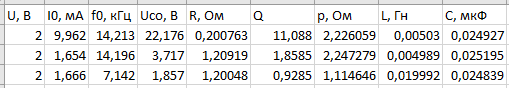 U, В I0, мА f0, кГц Uco, В R, Ом Q p, Ом L, Гн C, мкФ
2 9,962 14,213 22,176 0,200763 11,088 2,226059 0,00503 0,024927
2 1,654 14,196 3,717 1,20919 1,8585 2,247279 0,004989 0,025195
2 1,666 7,142 1,857 1,20048 0,9285 1,114646 0,019992 0,024839